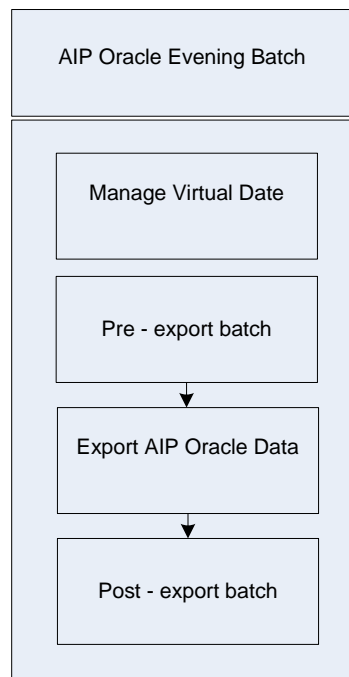 AIP Oracle Evening Batch
Manage Virtual Date
Pre - export batch
Export AIP Oracle Data
Post - export batch